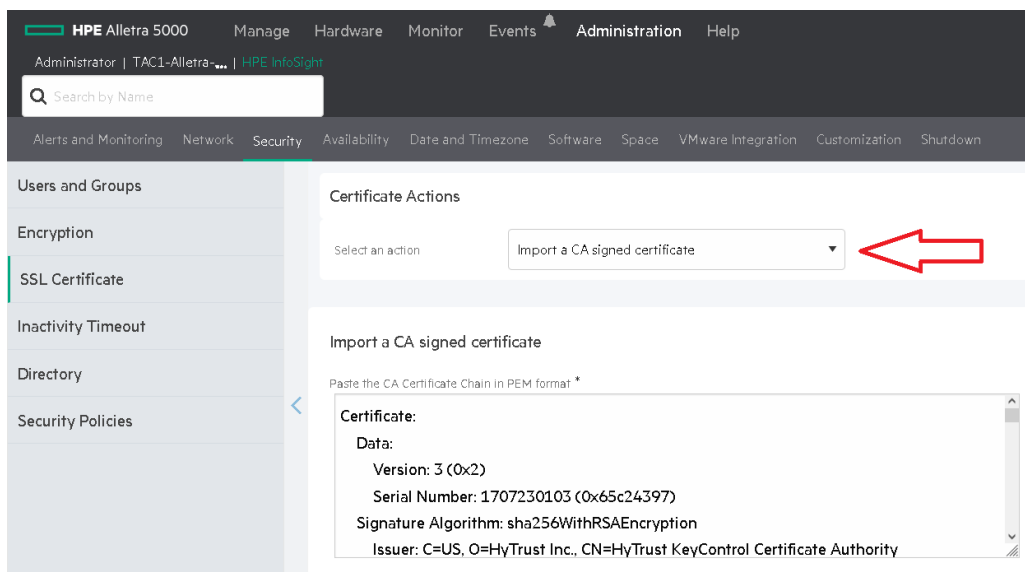 HPE Alletra 5000 Manage Hardware Monitor Events Administration Help
Administrator | TAC1-Alletra-... | HPE InfoSight
Search by Name
Alerts and Monitoring Network Security Availability Date and Timezone Software Space VMware Integration Customization Shutdown
Users and Groups
Encryption
SSL Certificate
Inactivity Timeout
Directory
Security Policies
Certificate Actions
Select an action Import a CA signed certificate
Import a CA signed certificate
Paste the CA Certificate Chain in PEM format *
Certificate:
Data:
Version: 3 (0x2)
Serial Number: 1707230103 (0x65c24397)
Signature Algorithm: sha256WithRSAEncryption
Issuer: C=US, O=HyTrust Inc., CN=HyTrust KeyControl Certificate Authority